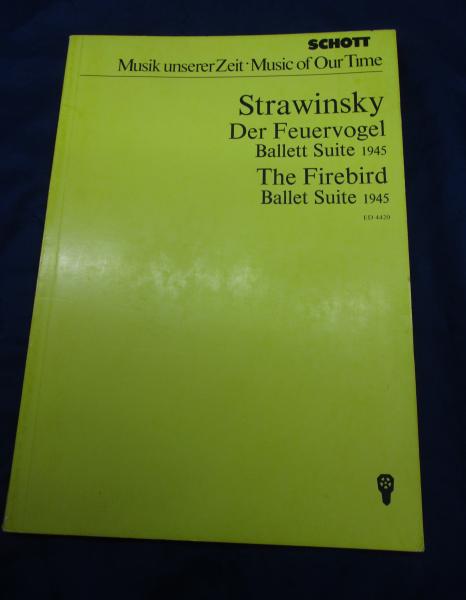 SCHOTT
Musik unserer Zeit · Music of Our Time
Strawinsky
Der Feuervogel
Ballett Suite 1945
The Firebird
Ballet Suite 1945
ED 4420